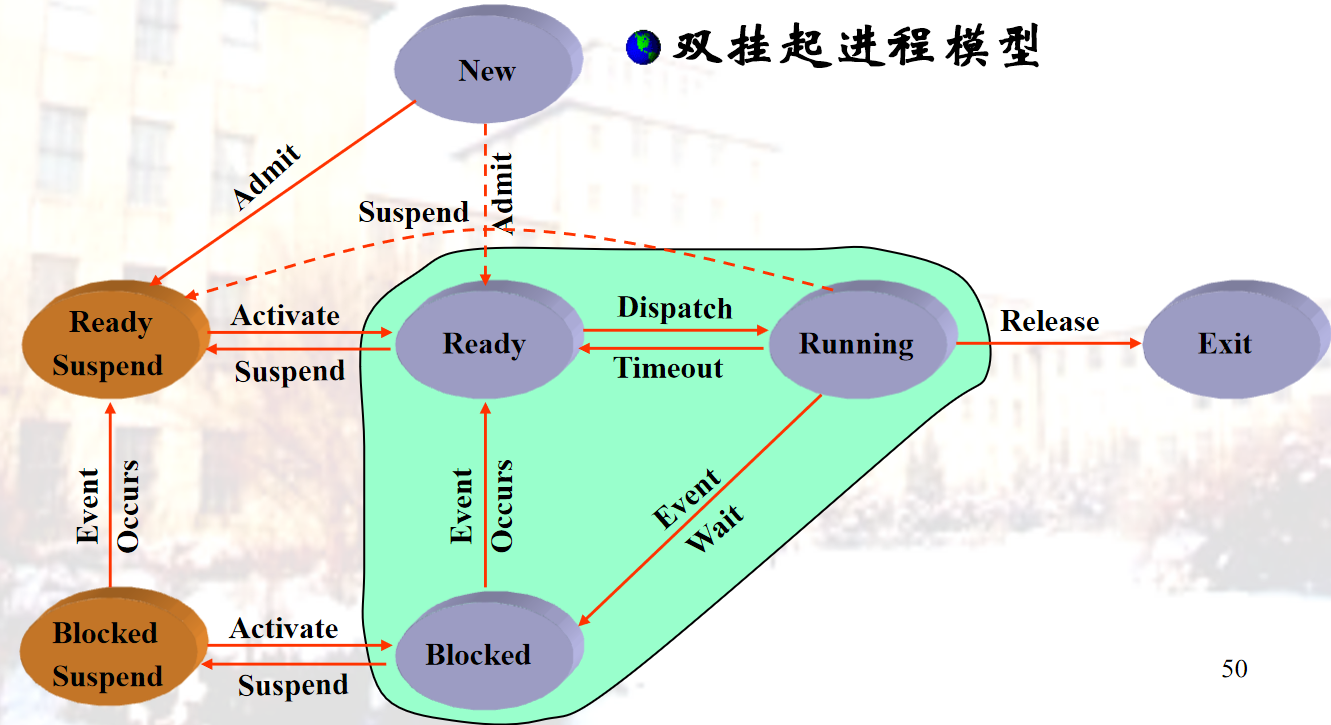 双挂起进程模型
New
Admit
Admit
Suspend
Ready
Suspend
Activate
Suspend
Ready
Dispatch
Timeout
Running
Release
Exit
Event
Occurs
Event
Occurs
Event
Wait
Blocked
Suspend
Activate
Suspend
Blocked
50